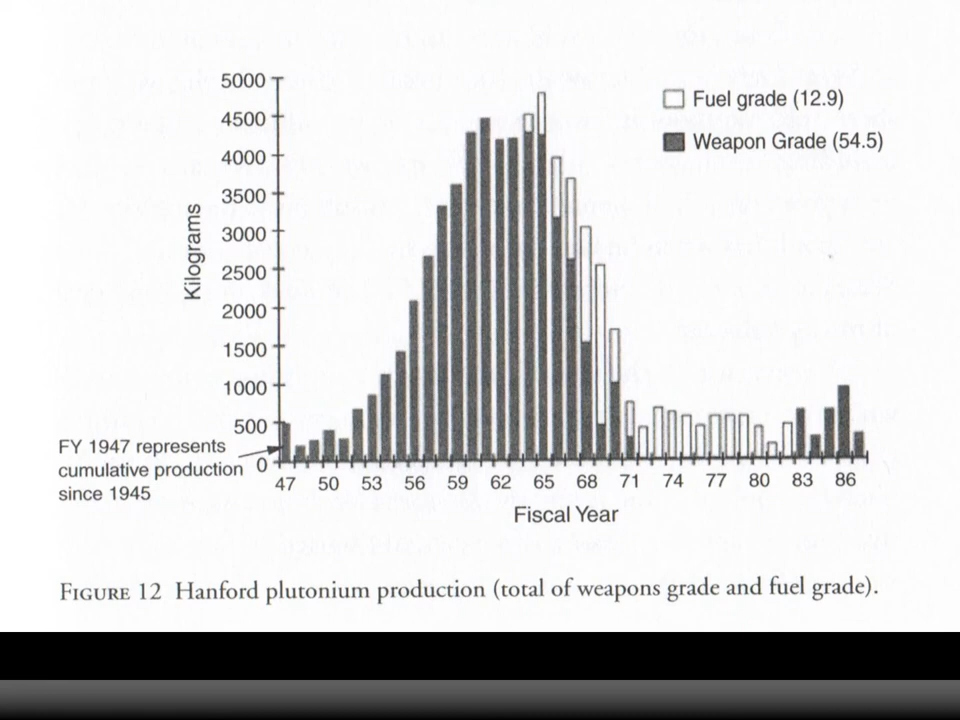 5000
4500
4000
3500
3000
2500
2000
1500
1000
500
0
Kilograms
Fuel grade (12.9)
Weapon Grade (54.5)
FY 1947 represents
cumulative production
since 1945
47 50 53 56 59 62 65 68 71 74 77 80 83 86
Fiscal Year
FIGURE 12 Hanford plutonium production (total of weapons grade and fuel grade).